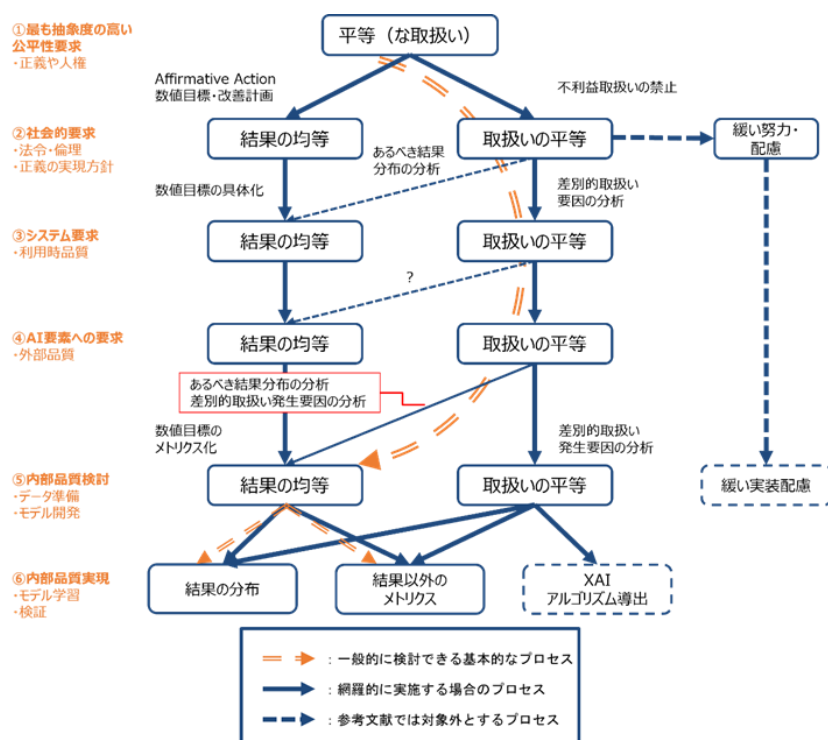 ①最も抽象度の高い
公平性要求
・正義や人権
平等（な取扱い）
Affirmative Action
数値目標・改善計画
不利益取扱いの禁止
②社会的要求
・法令・倫理
・正義の実現方針
結果の均等
取扱いの平等
緩い努力・
配慮
あるべき結果
分布の分析
数値目標の具体化
差別的取扱い
要因の分析
③システム要求
・利用時品質
結果の均等
取扱いの平等
?
④AI要素への要求
・外部品質
結果の均等
取扱いの平等
あるべき結果分布の分析
差別的取扱い発生要因の分析
数値目標の
メトリクス化
差別的取扱い
発生要因の分析
⑤内部品質検討
・データ準備
・モデル開発
結果の均等
取扱いの平等
緩い実装配慮
⑥内部品質実現
・モデル学習
・検証
結果の分布
結果以外の
メトリクス
XAI
アルゴリズム導出
：一般的に検討できる基本的なプロセス
：網羅的に実施する場合のプロセス
：参考文献では対象外とするプロセス